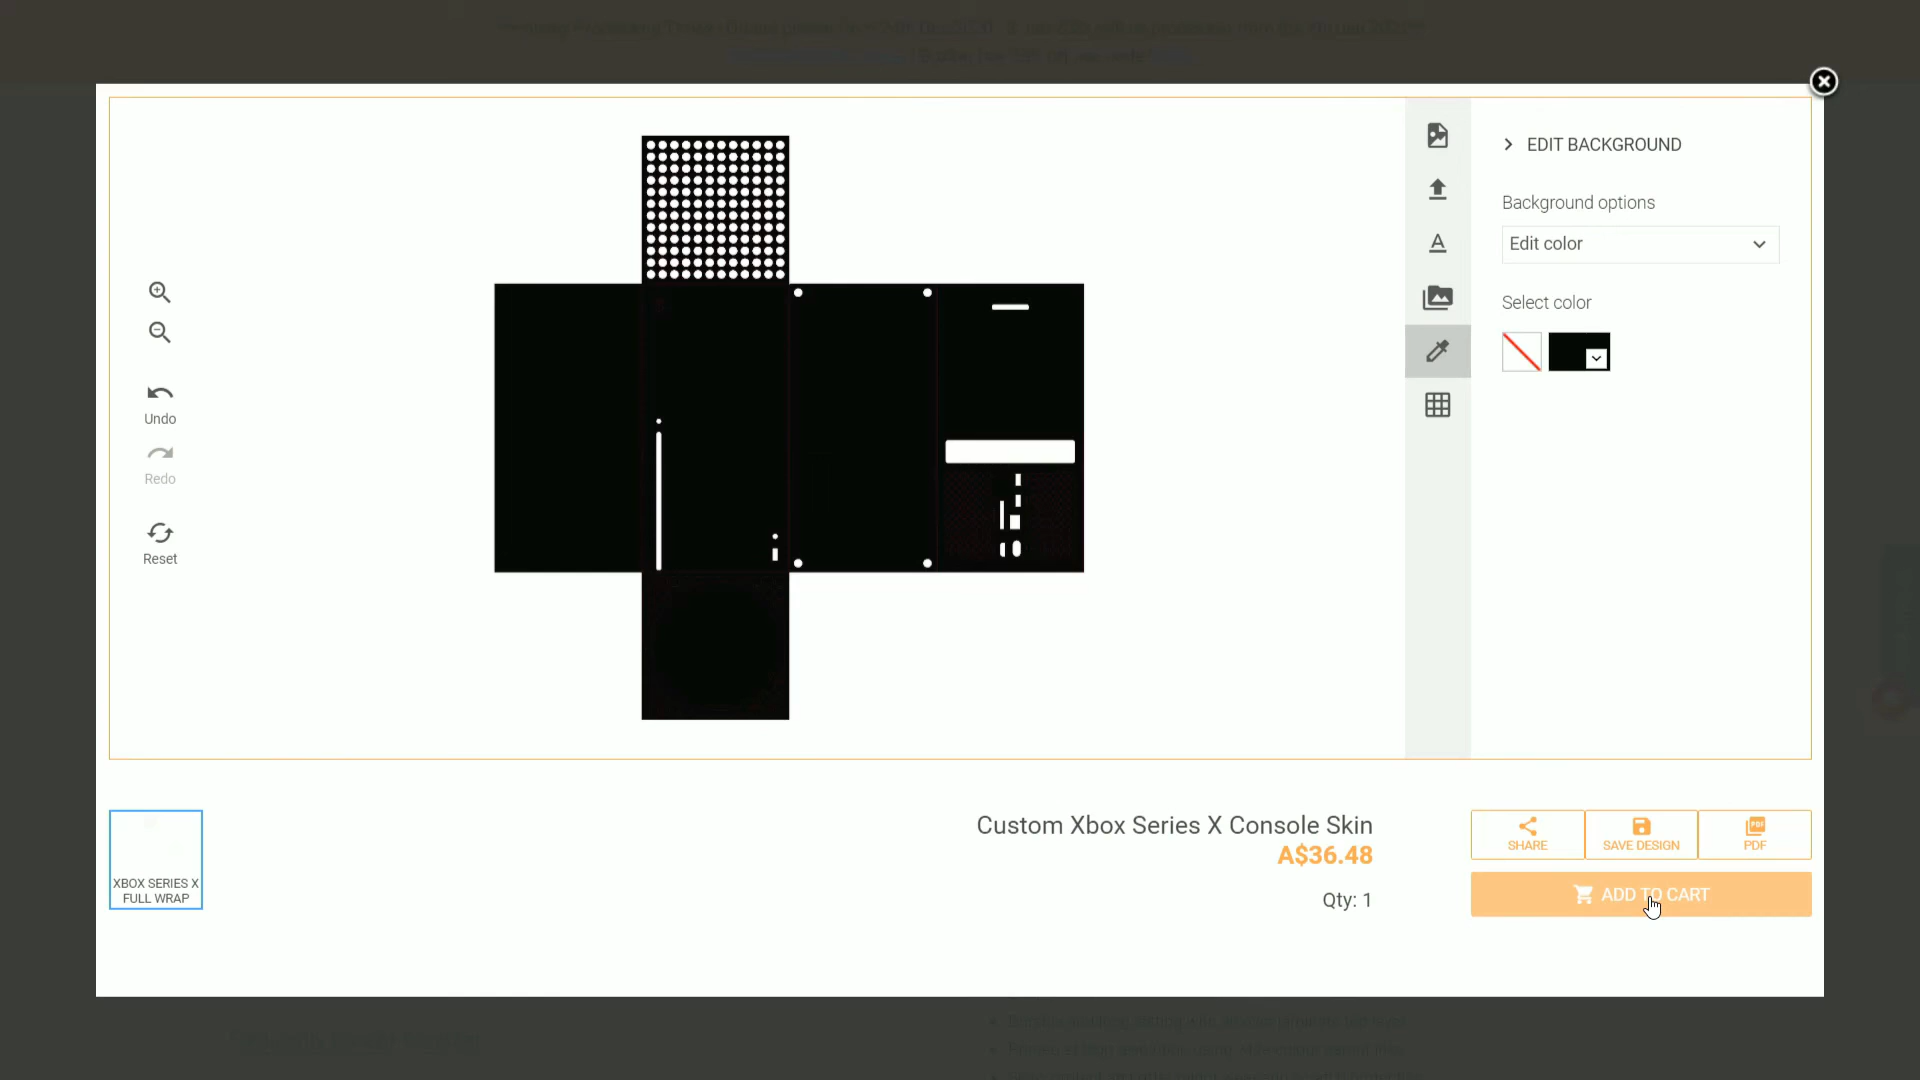 EDIT BACKGROUND
Background options
Edit color
Select color
Undo
Redo
Reset
XBOX SERIES X
FULL WRAP
Custom Xbox Series X Console Skin
A$36.48
Qty: 1
SHARE
SAVE DESIGN
PDF
PDF
ADD TO CART